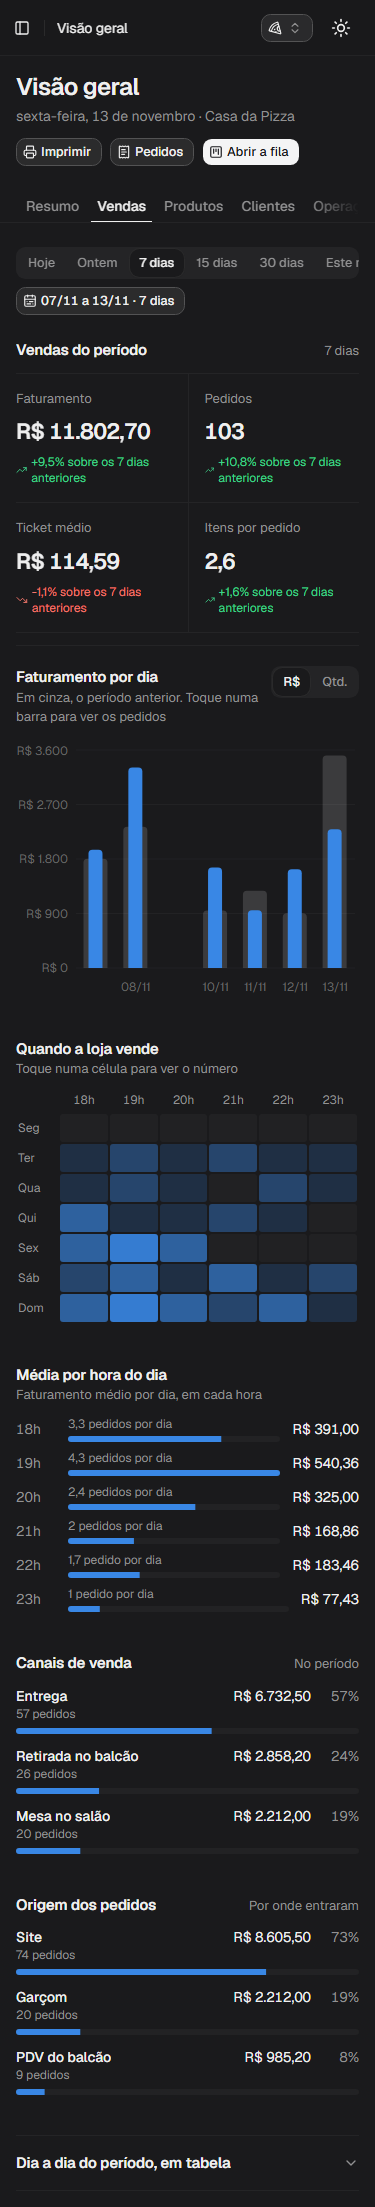 Visão geral
Visão geral
sexta-feira, 13 de novembro · Casa da Pizza
Imprimir Pedidos Abrir a fila
Resumo Vendas Produtos Clientes Opera
Hoje Ontem 7 dias 15 dias 30 dias Este
07/11 a 13/11 · 7 dias
Vendas do período 7 dias
Faturamento Pedidos
R$ 11.802,70 103
+9,5% sobre os 7 dias anteriores +10,8% sobre os 7 dias anteriores
Ticket médio Itens por pedido
R$ 114,59 2,6
-1,1% sobre os 7 dias anteriores +1,6% sobre os 7 dias anteriores
Faturamento por dia R$ Qtd.
Em cinza, o período anterior. Toque numa
barra para ver os pedidos
R$ 3.600
R$ 2.700
R$ 1.800
R$ 900
R$ 0
08/11 10/11 11/11 12/11 13/11
Quando a loja vende
Toque numa célula para ver o número
18h 19h 20h 21h 22h 23h
Seg
Ter
Qua
Qui
Sex
Sáb
Dom
Média por hora do dia
Faturamento médio por dia, em cada hora
18h 3,3 pedidos por dia R$ 391,00
19h 4,3 pedidos por dia R$ 540,36
20h 2,4 pedidos por dia R$ 325,00
21h 2 pedidos por dia R$ 168,86
22h 1,7 pedido por dia R$ 183,46
23h 1 pedido por dia R$ 77,43
Canais de venda No período
Entrega R$ 6.732,50 57%
57 pedidos
Retirada no balcão R$ 2.858,20 24%
26 pedidos
Mesa no salão R$ 2.212,00 19%
20 pedidos
Origem dos pedidos Por onde entraram
Site R$ 8.605,50 73%
74 pedidos
Garçom R$ 2.212,00 19%
20 pedidos
PDV do balcão R$ 985,20 8%
9 pedidos
Dia a dia do período, em tabela